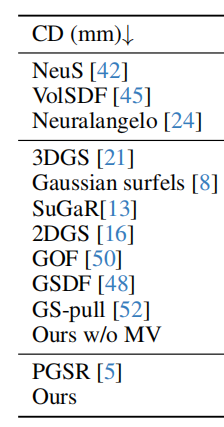 CD (mm)↓
NeuS [42]
VolSDF [45]
Neuralangelo [24]
3DGS [21]
Gaussian surfels [8]
SuGaR[13]
2DGS [16]
GOF [50]
GSDF [48]
GS-pull [52]
Ours w/o MV
PGSR [5]
Ours